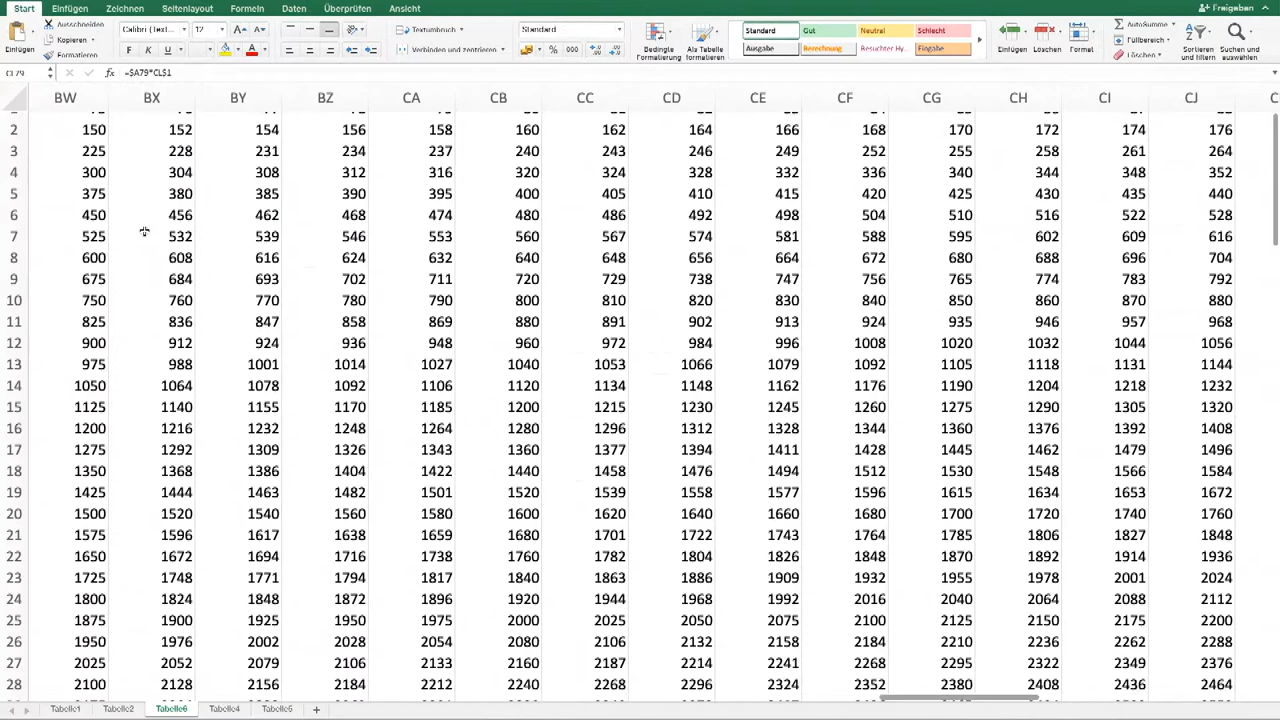 Start Einfügen Zeichnen Seitenlayout Formeln Daten Überprüfen Ansicht Freigeben
Einfügen Ausschneiden Calibri (Text... 12 A A Textumbruch Standard Bedingte Formatierung Als Tabelle formatieren Standard Gut Neutral Schlecht Einfügen Löschen Format AutoSumme Sortieren und filtern Suchen und auswählen
Kopieren Formatieren F K U A Verbinden und zentrieren % 000 Ausgabe Berechnung Besuchter Hy... Eingabe Füllbereich Löschen
CL79 fx =$A79*CL$1
BW BX BY BZ CA CB CC CD CE CF CG CH CI CJ
2 150 152 154 156 158 160 162 164 166 168 170 172 174 176
3 225 228 231 234 237 240 243 246 249 252 255 258 261 264
4 300 304 308 312 316 320 324 328 332 336 340 344 348 352
5 375 380 385 390 395 400 405 410 415 420 425 430 435 440
6 450 456 462 468 474 480 486 492 498 504 510 516 522 528
7 525 532 539 546 553 560 567 574 581 588 595 602 609 616
8 600 608 616 624 632 640 648 656 664 672 680 688 696 704
9 675 684 693 702 711 720 729 738 747 756 765 774 783 792
10 750 760 770 780 790 800 810 820 830 840 850 860 870 880
11 825 836 847 858 869 880 891 902 913 924 935 946 957 968
12 900 912 924 936 948 960 972 984 996 1008 1020 1032 1044 1056
13 975 988 1001 1014 1027 1040 1053 1066 1079 1092 1105 1118 1131 1144
14 1050 1064 1078 1092 1106 1120 1134 1148 1162 1176 1190 1204 1218 1232
15 1125 1140 1155 1170 1185 1200 1215 1230 1245 1260 1275 1290 1305 1320
16 1200 1216 1232 1248 1264 1280 1296 1312 1328 1344 1360 1376 1392 1408
17 1275 1292 1309 1326 1343 1360 1377 1394 1411 1428 1445 1462 1479 1496
18 1350 1368 1386 1404 1422 1440 1458 1476 1494 1512 1530 1548 1566 1584
19 1425 1444 1463 1482 1501 1520 1539 1558 1577 1596 1615 1634 1653 1672
20 1500 1520 1540 1560 1580 1600 1620 1640 1660 1680 1700 1720 1740 1760
21 1575 1596 1617 1638 1659 1680 1701 1722 1743 1764 1785 1806 1827 1848
22 1650 1672 1694 1716 1738 1760 1782 1804 1826 1848 1870 1892 1914 1936
23 1725 1748 1771 1794 1817 1840 1863 1886 1909 1932 1955 1978 2001 2024
24 1800 1824 1848 1872 1896 1920 1944 1968 1992 2016 2040 2064 2088 2112
25 1875 1900 1925 1950 1975 2000 2025 2050 2075 2100 2125 2150 2175 2200
26 1950 1976 2002 2028 2054 2080 2106 2132 2158 2184 2210 2236 2262 2288
27 2025 2052 2079 2106 2133 2160 2187 2214 2241 2268 2295 2322 2349 2376
28 2100 2128 2156 2184 2212 2240 2268 2296 2324 2352 2380 2408 2436 2464
Tabelle1 Tabelle2 Tabelle6 Tabelle4 Tabelle5 +